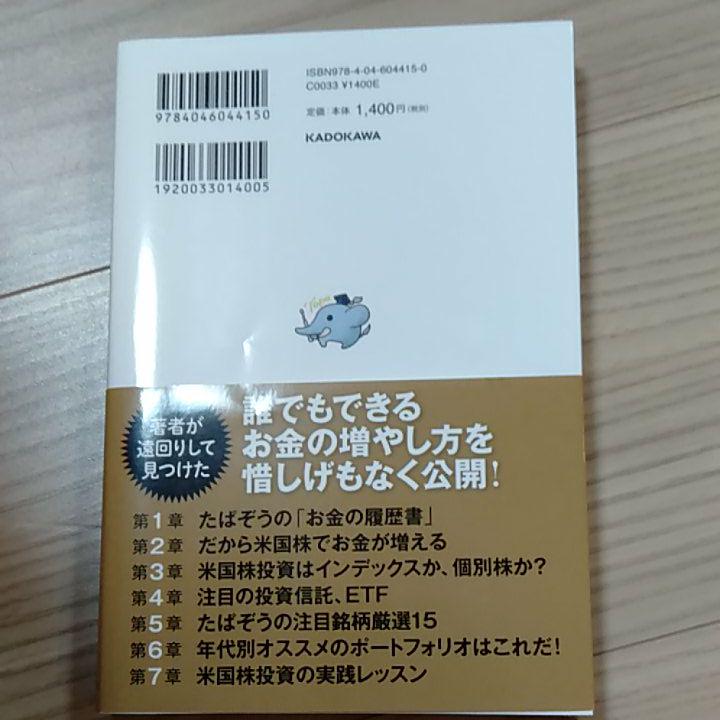 ISBN978-4-04-604415-0
C0033 ¥1400E
定価:本体 1,400円(税別)
KADOKAWA
9784046044150
1920033014005
著者が
遠回りして
見つけた
誰でもできる
お金の増やし方を
惜しげもなく公開!
第1章 たぱぞうの「お金の履歴書」
第2章 だから米国株でお金が増える
第3章 米国株投資はインデックスか、個別株か?
第4章 注目の投資信託、ETF
第5章 たぱぞうの注目銘柄厳選15
第6章 年代別オススメのポートフォリオはこれだ!
第7章 米国株投資の実践レッスン